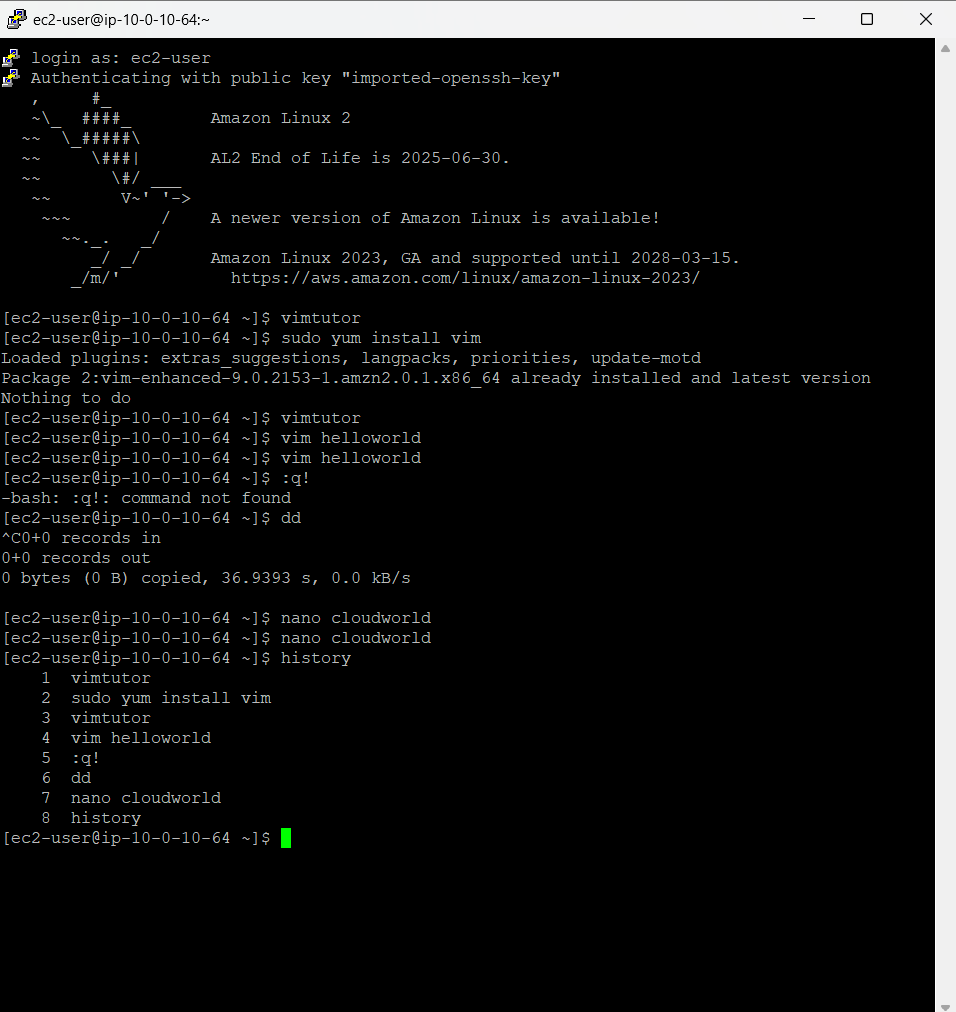 ec2-user@ip-10-0-10-64:~
login as: ec2-user
Authenticating with public key "imported-openssh-key"
   ,     #_
   ~\_  ####_        Amazon Linux 2
  ~~  \_#####\
  ~~     \###|       AL2 End of Life is 2025-06-30.
  ~~       \#/ ___
   ~~       V~' '->
    ~~~         /    A newer version of Amazon Linux is available!
      ~~._.   _/
         _/ _/       Amazon Linux 2023, GA and supported until 2028-03-15.
       _/m/'           https://aws.amazon.com/linux/amazon-linux-2023/
[ec2-user@ip-10-0-10-64 ~]$ vimtutor
[ec2-user@ip-10-0-10-64 ~]$ sudo yum install vim
Loaded plugins: extras_suggestions, langpacks, priorities, update-motd
Package 2:vim-enhanced-9.0.2153-1.amzn2.0.1.x86_64 already installed and latest version
Nothing to do
[ec2-user@ip-10-0-10-64 ~]$ vimtutor
[ec2-user@ip-10-0-10-64 ~]$ vim helloworld
[ec2-user@ip-10-0-10-64 ~]$ vim helloworld
[ec2-user@ip-10-0-10-64 ~]$ :q!
-bash: :q!: command not found
[ec2-user@ip-10-0-10-64 ~]$ dd
^C0+0 records in
0+0 records out
0 bytes (0 B) copied, 36.9393 s, 0.0 kB/s
[ec2-user@ip-10-0-10-64 ~]$ nano cloudworld
[ec2-user@ip-10-0-10-64 ~]$ nano cloudworld
[ec2-user@ip-10-0-10-64 ~]$ history
    1  vimtutor
    2  sudo yum install vim
    3  vimtutor
    4  vim helloworld
    5  :q!
    6  dd
    7  nano cloudworld
    8  history
[ec2-user@ip-10-0-10-64 ~]$